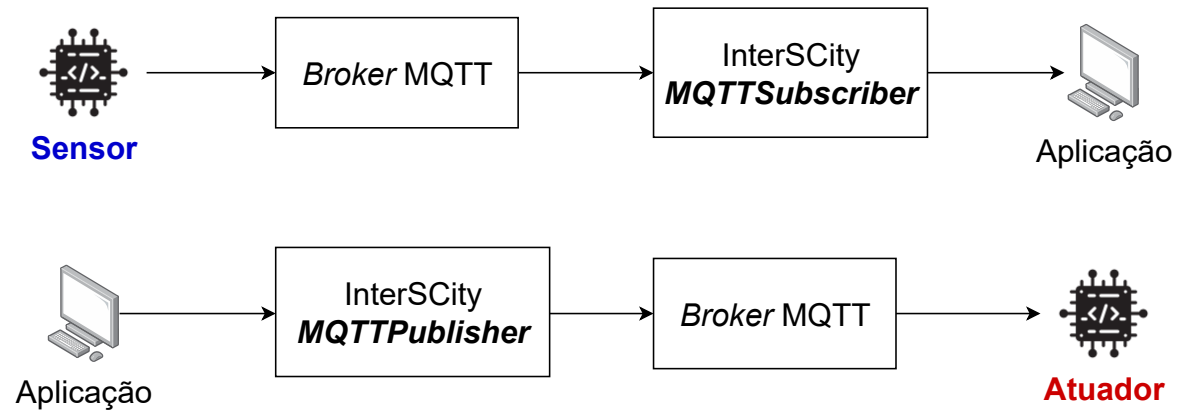 Broker MQTT
InterSCity
MQTTSubscriber
</>
Sensor
Aplicação
InterSCity
MQTTPublisher
Broker MQTT
</>
Aplicação
Atuador